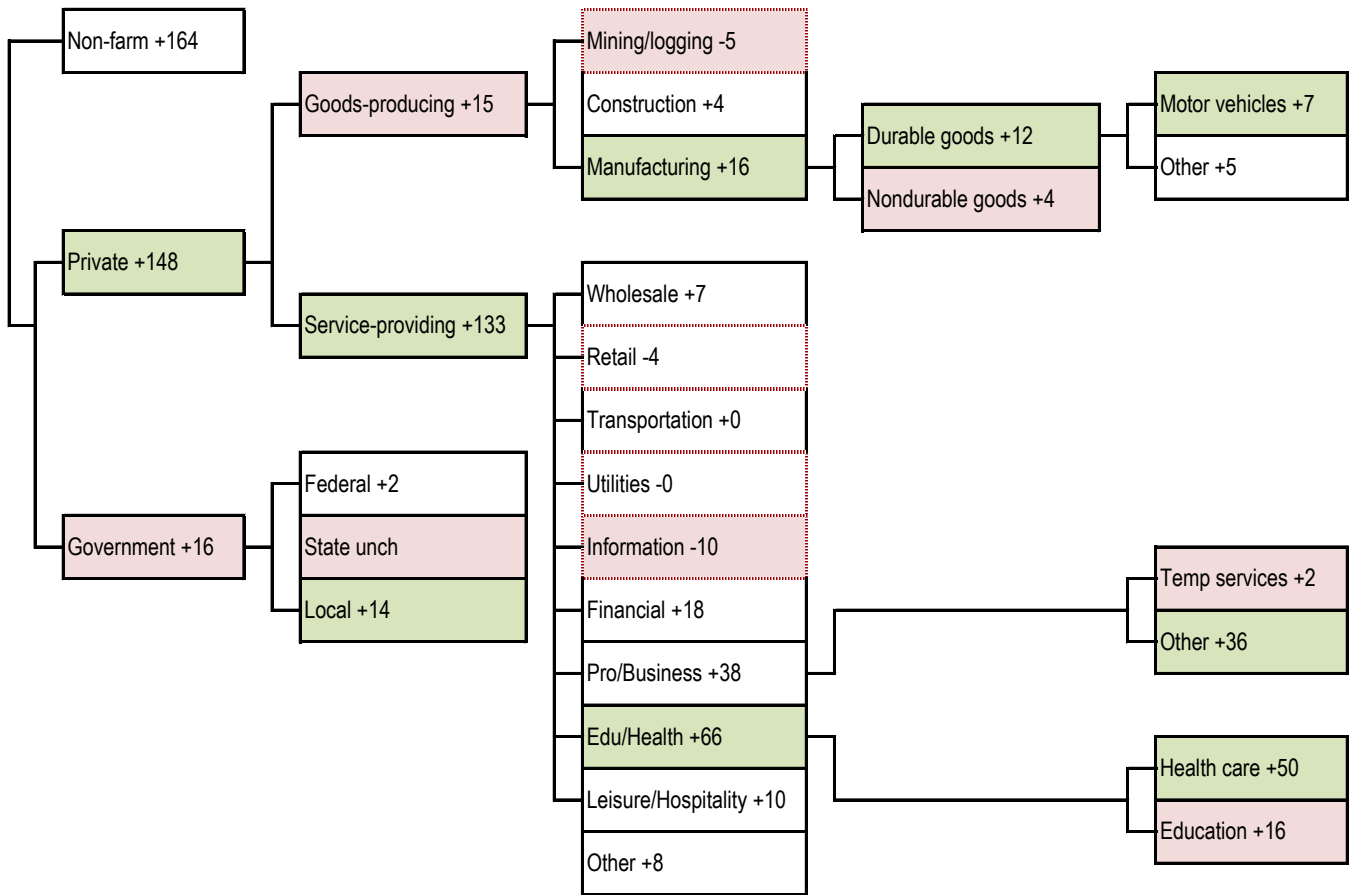 Non-farm +164
Private +148
Government +16
Goods-producing +15
Service-providing +133
Federal +2
State unch
Local +14
Mining/logging -5
Construction +4
Manufacturing +16
Wholesale +7
Retail -4
Transportation +0
Utilities -0
Information -10
Financial +18
Pro/Business +38
Edu/Health +66
Leisure/Hospitality +10
Other +8
Durable goods +12
Nondurable goods +4
Motor vehicles +7
Other +5
Temp services +2
Other +36
Health care +50
Education +16